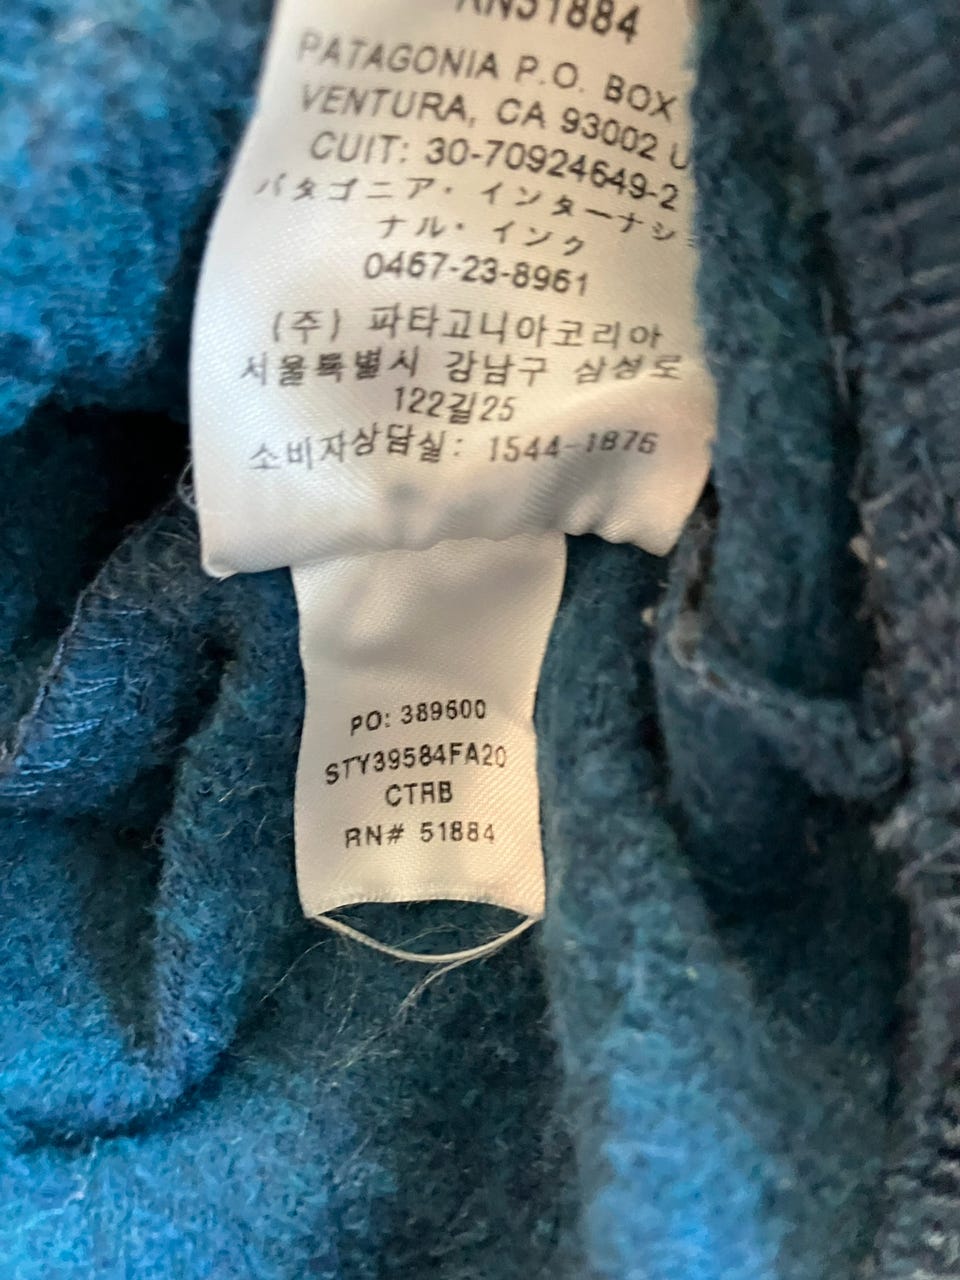 RN51884
PATAGONIA P.O. BOX
VENTURA, CA 93002 U
CUIT: 30-70924649-2
パタゴニア・インターナショ
ナル・インク
0467-23-8961
(주) 파타고니아코리아
서울특별시 강남구 삼성로
122길25
소비자상담실: 1544-1876
PO: 389600
STY39584FA20
CTRB
RN# 51884